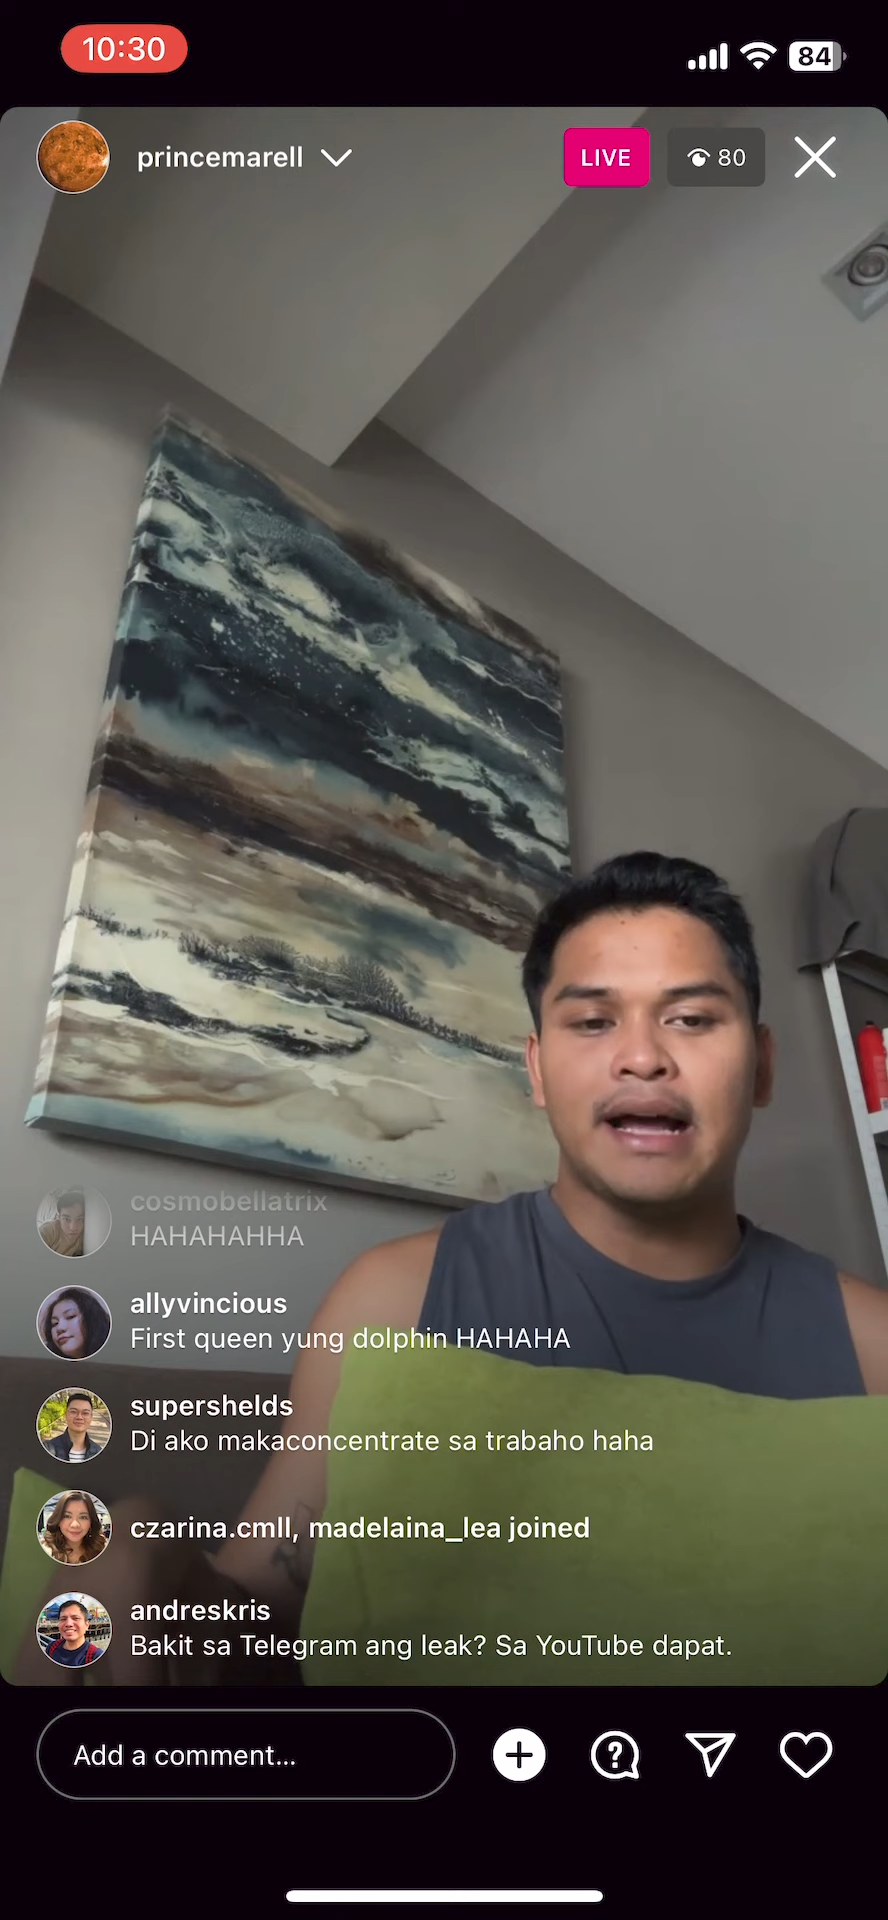 10:30
84
princemarell
LIVE
80
cosmobellatrix
HAHAHAHHA
allyvincious
First queen yung dolphin HAHAHA
supershelds
Di ako makaconcentrate sa trabaho haha
czarina.cmll, madelaina_lea joined
andreskris
Bakit sa Telegram ang leak? Sa YouTube dapat.
Add a comment...